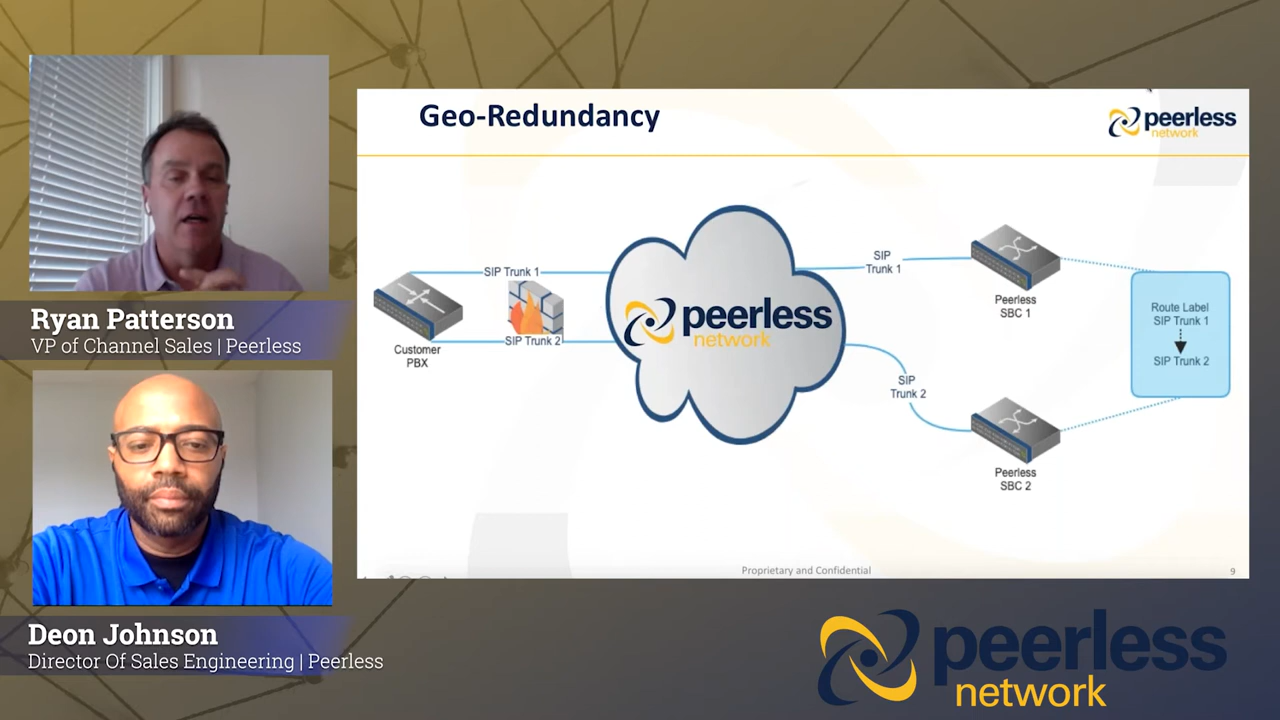 Geo-Redundancy
peerless
network
SIP Trunk 1
Customer
PBX
SIP Trunk 2
peerless
network
SIP
Trunk 1
SIP
Trunk 2
Peerless
SBC 1
Peerless
SBC 2
Route Label
SIP Trunk 1
SIP Trunk 2
Proprietary and Confidential
9
Ryan Patterson
VP of Channel Sales | Peerless
Deon Johnson
Director Of Sales Engineering | Peerless
peerless
network